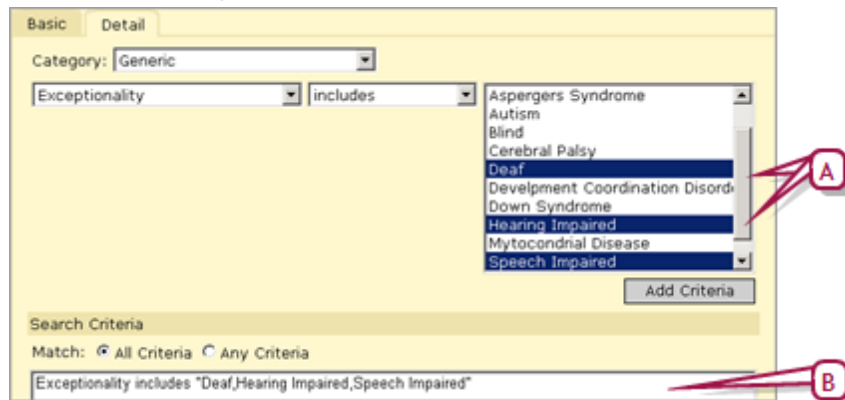 Basic Detail
Category: Generic
Exceptionality includes
Aspergers Syndrome
Autism
Blind
Cerebral Palsy
Deaf
Develpment Coordination Disord
Down Syndrome
Hearing Impaired
Mytocondrial Disease
Speech Impaired
A
Add Criteria
Search Criteria
Match: All Criteria Any Criteria
Exceptionality includes "Deaf,Hearing Impaired,Speech Impaired"
B